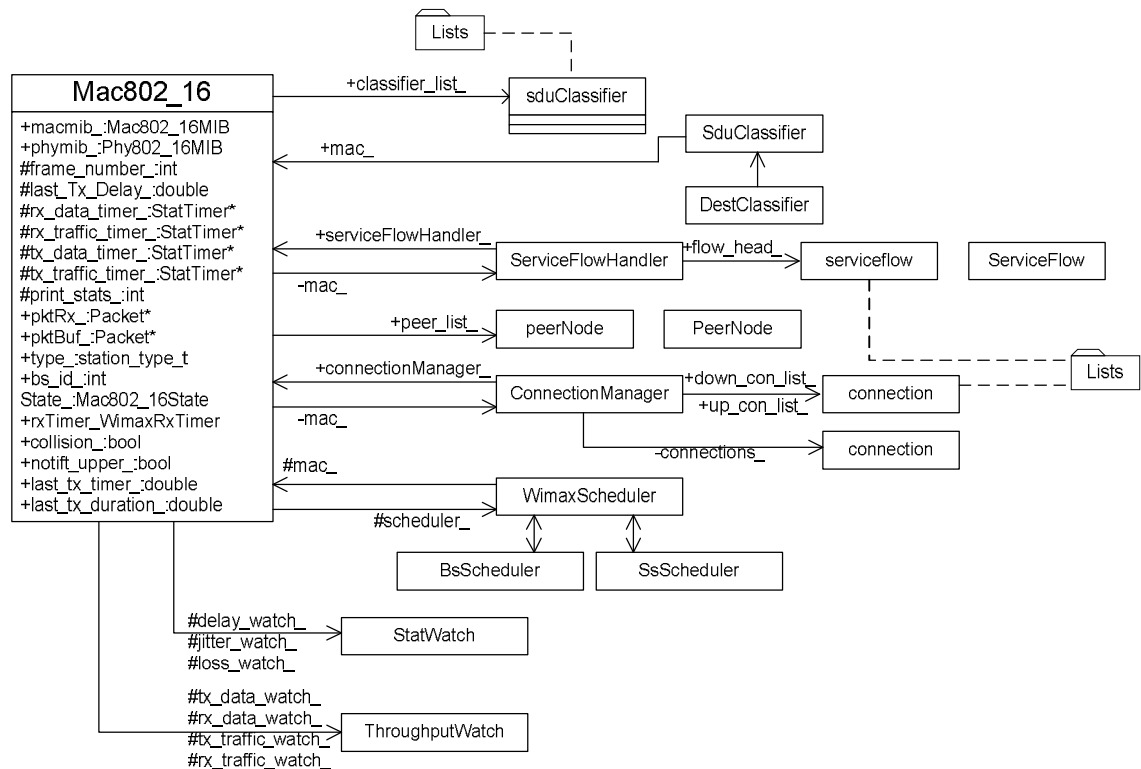 Lists
Mac802_16
+macmib_:Mac802_16MIB
+phymib_:Phy802_16MIB
#frame_number_:int
#last_Tx_Delay_:double
#rx_data_timer_:StatTimer*
#rx_traffic_timer_:StatTimer*
#tx_data_timer_:StatTimer*
#tx_traffic_timer_:StatTimer*
#print_stats_:int
+pktRx_:Packet*
+pktBuf_:Packet*
+type_:station_type_t
+bs_id_:int
State_:Mac802_16State
+rxTimer_WimaxRxTimer
+collision_:bool
+notift_upper_:bool
+last_tx_timer_:double
+last_tx_duration_:double
+classifier_list_
sduClassifier
+mac_
SduClassifier
DestClassifier
+serviceFlowHandler_
-mac_
ServiceFlowHandler
+flow_head_
serviceflow
ServiceFlow
+peer_list_
peerNode
PeerNode
Lists
+connectionManager_
-mac_
ConnectionManager
+down_con_list_
+up_con_list_
connection
-connections_
connection
#mac_
#scheduler_
WimaxScheduler
BsScheduler
SsScheduler
#delay_watch_
#jitter_watch_
#loss_watch_
StatWatch
#tx_data_watch_
#rx_data_watch_
#tx_traffic_watch_
#rx_traffic_watch_
ThroughputWatch